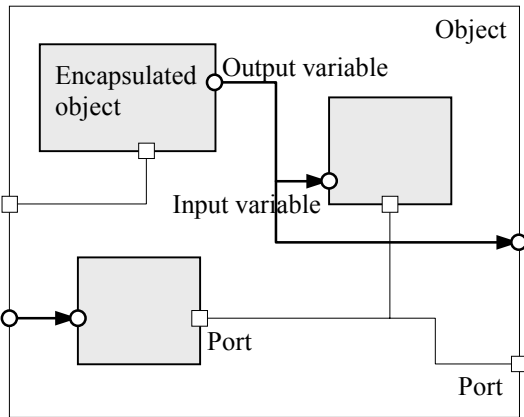 Object
Output variable
Encapsulated
object
Input variable
Port
Port